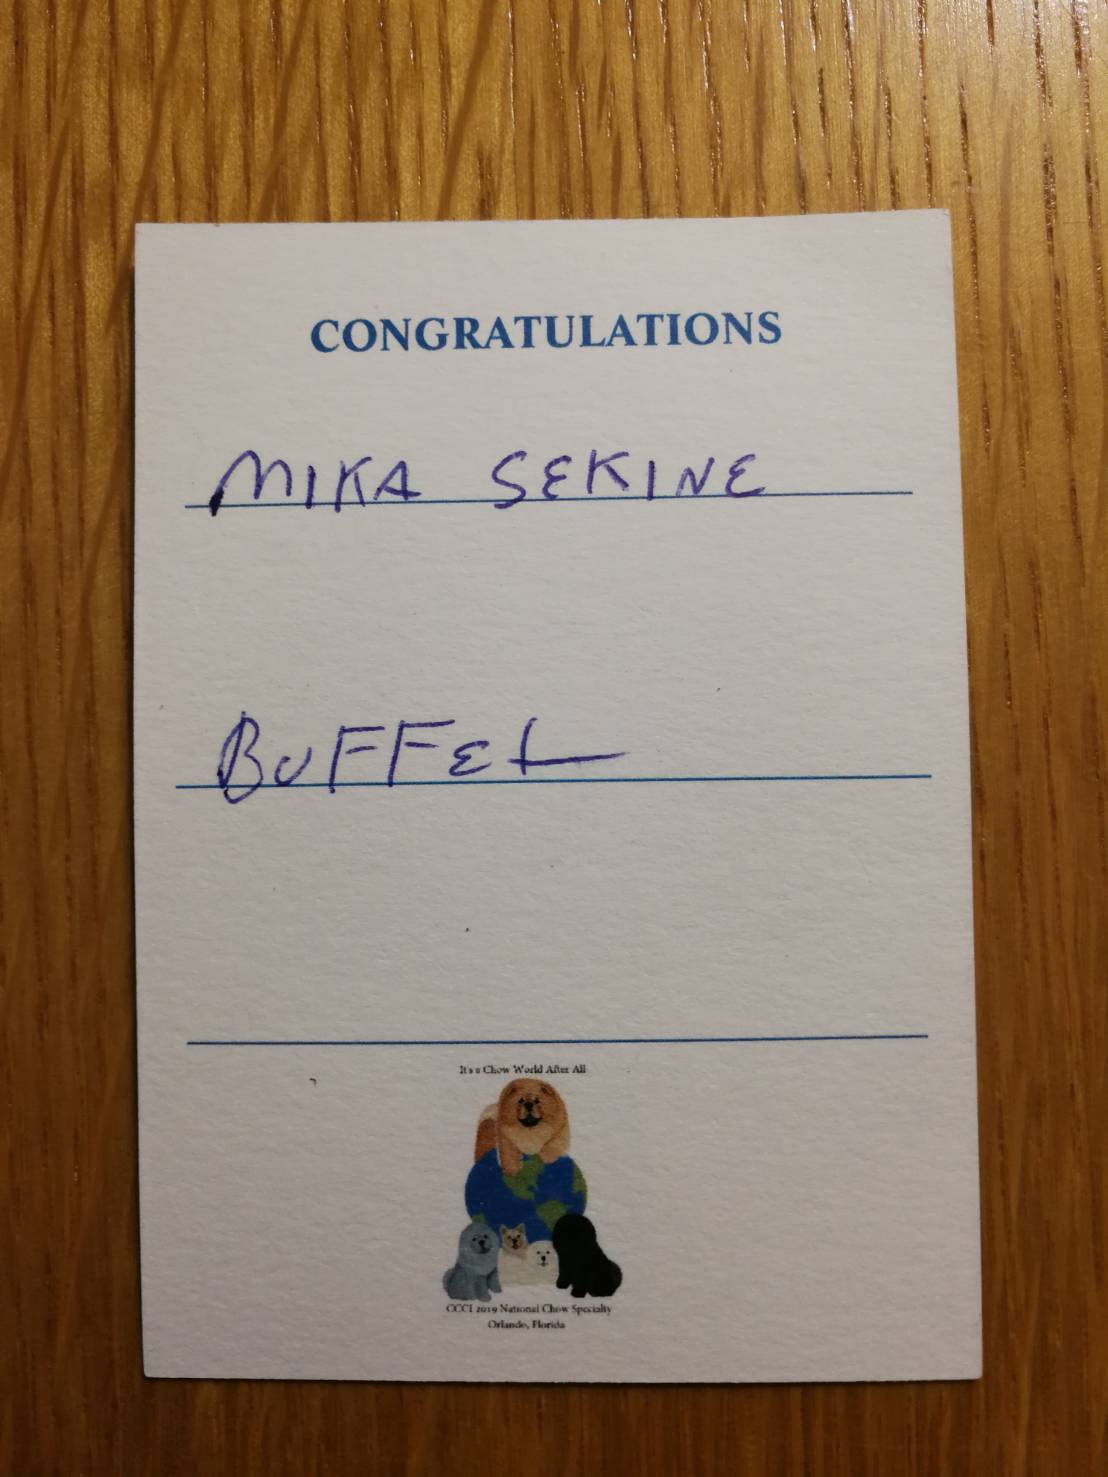 CONGRATULATIONS
MIKA SEKINE
BUFFET
It's a Chow World After All
CCCI 2019 National Chow Specialty
Orlando, Florida